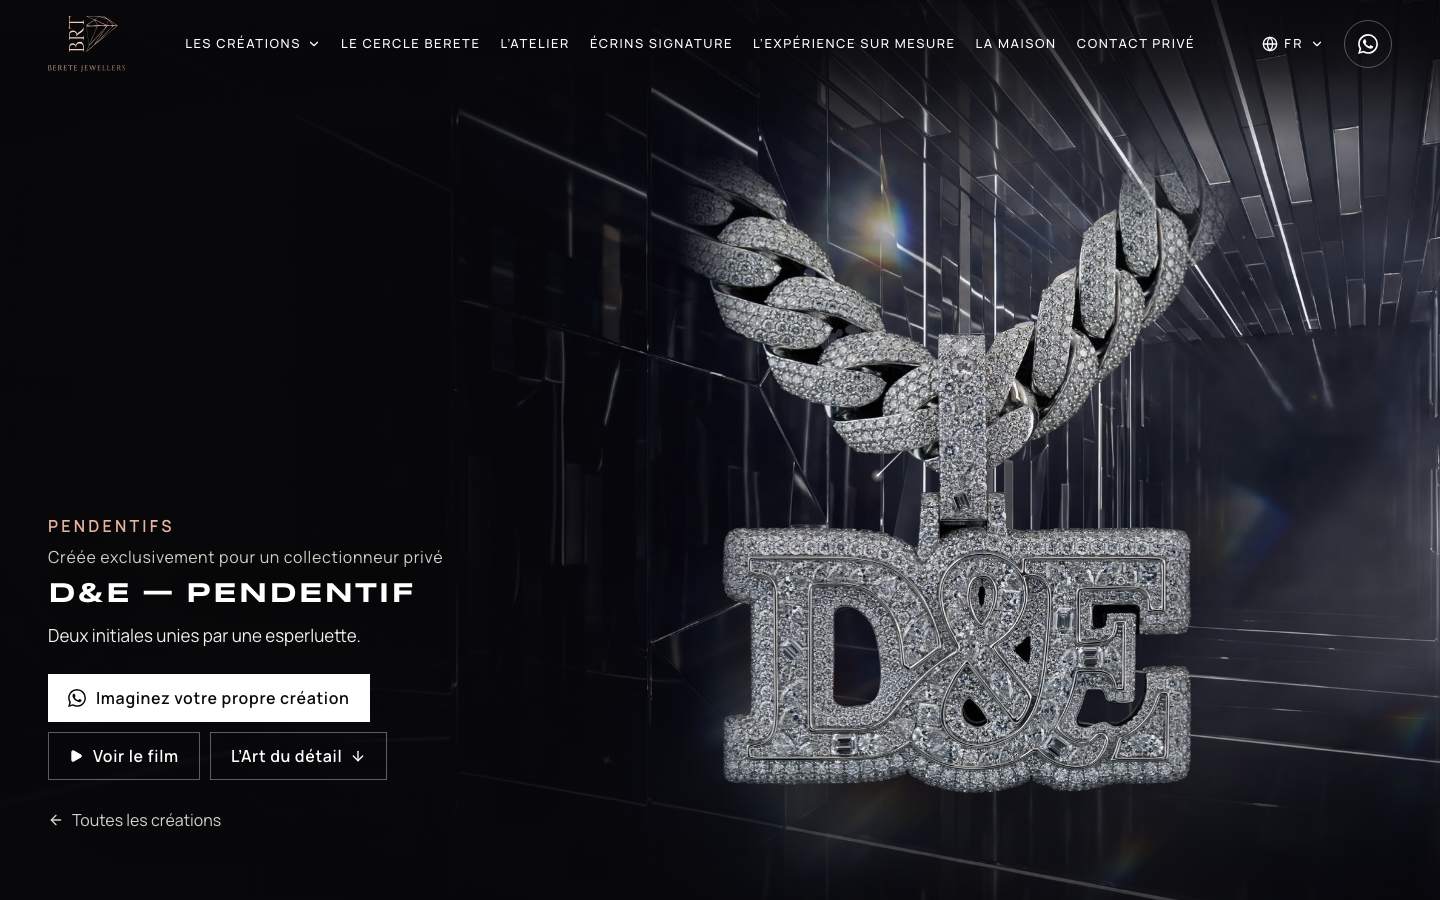 BRT
BERETE JEWELLERS
LES CRÉATIONS
LE CERCLE BERETE
L’ATELIER
ÉCRINS SIGNATURE
L’EXPÉRIENCE SUR MESURE
LA MAISON
CONTACT PRIVÉ
FR
PENDENTIFS
Créée exclusivement pour un collectionneur privé
D&E — PENDENTIF
Deux initiales unies par une esperluette.
Imaginez votre propre création
Voir le film
L’Art du détail
Toutes les créations
D&E